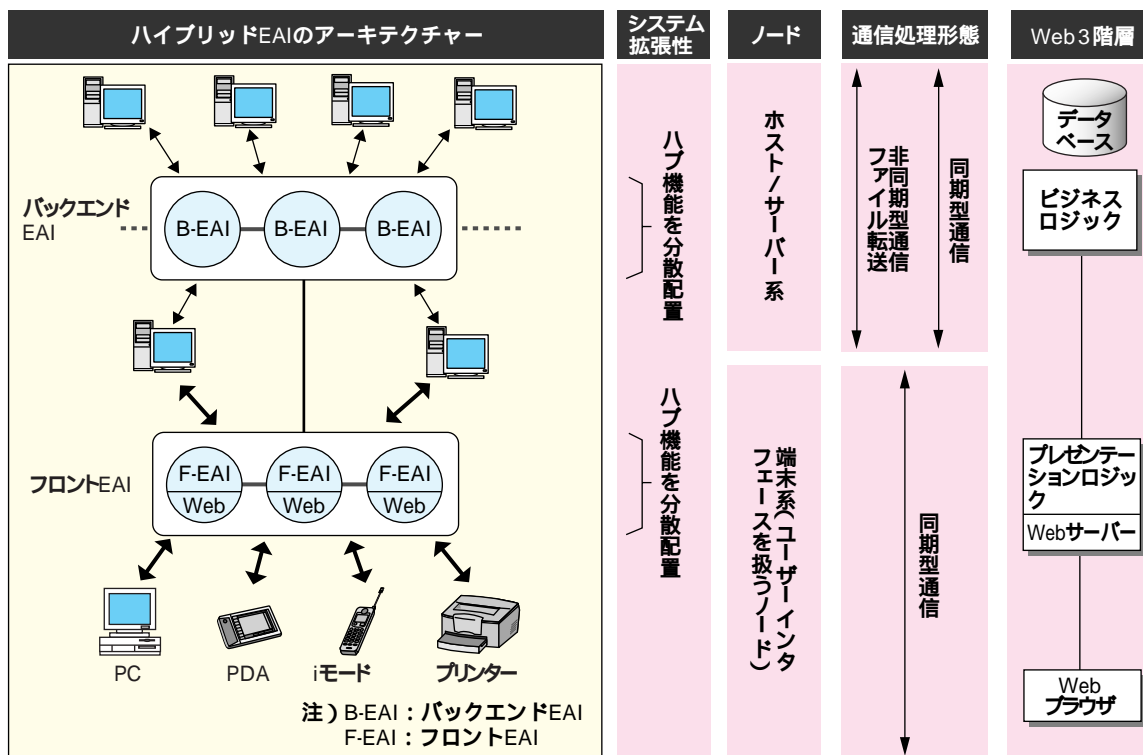 ハイブリッドEAIのアーキテクチャー
システム
拡張性
ノード
通信処理形態
Web3階層
バックエンド
EAI
B-EAI
B-EAI
B-EAI
フロントEAI
F-EAI
Web
F-EAI
Web
F-EAI
Web
PC
PDA
iモード
プリンター
注）B-EAI：バックエンドEAI
F-EAI：フロントEAI
ハブ機能を分散配置
ハブ機能を分散配置
ホスト/サーバー系
端末系（ユーザーインタ
フェースを扱うノード）
非同期型通信
ファイル転送
同期型通信
同期型通信
データ
ベース
ビジネス
ロジック
プレゼンテー
ションロジッ
ク
Webサーバー
Web
ブラウザ